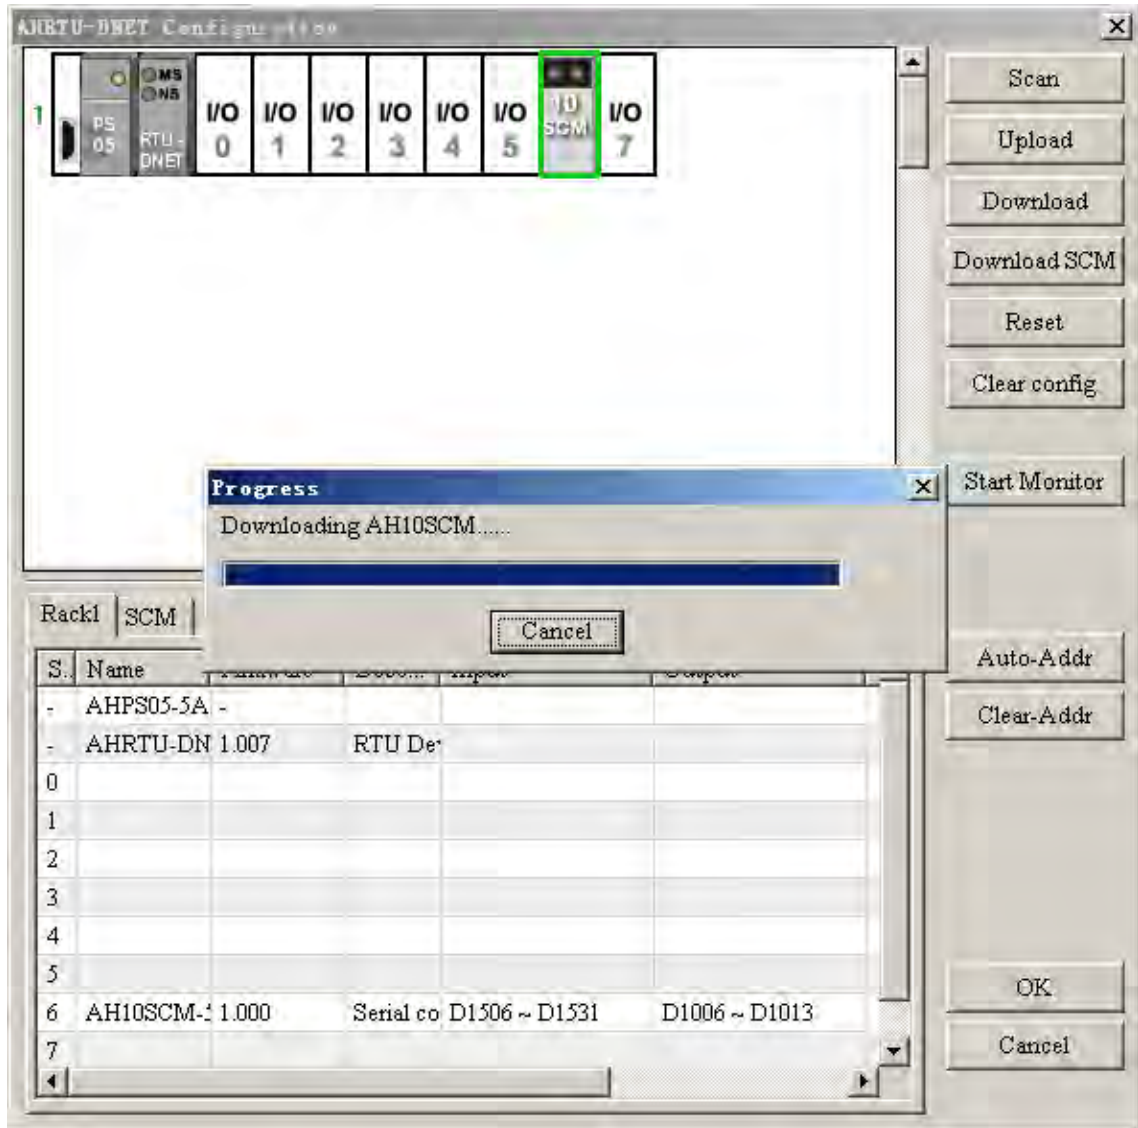 AHRTU-DNET Configuration
1
PS 05
MS
NS
RTU-DNET
I/O 0
I/O 1
I/O 2
I/O 3
I/O 4
I/O 5
10 SCM
I/O 7
Scan
Upload
Download
Download SCM
Reset
Clear config
Start Monitor
Progress
Downloading AH10SCM......
Cancel
Rack1 SCM
Auto-Addr
Clear-Addr
S.. Name
- AHPS05-5A -
- AHRTU-DN 1.007 RTU De
0
1
2
3
4
5
6 AH10SCM-5 1.000 Serial co D1506 ~ D1531 D1006 ~ D1013
7
OK
Cancel